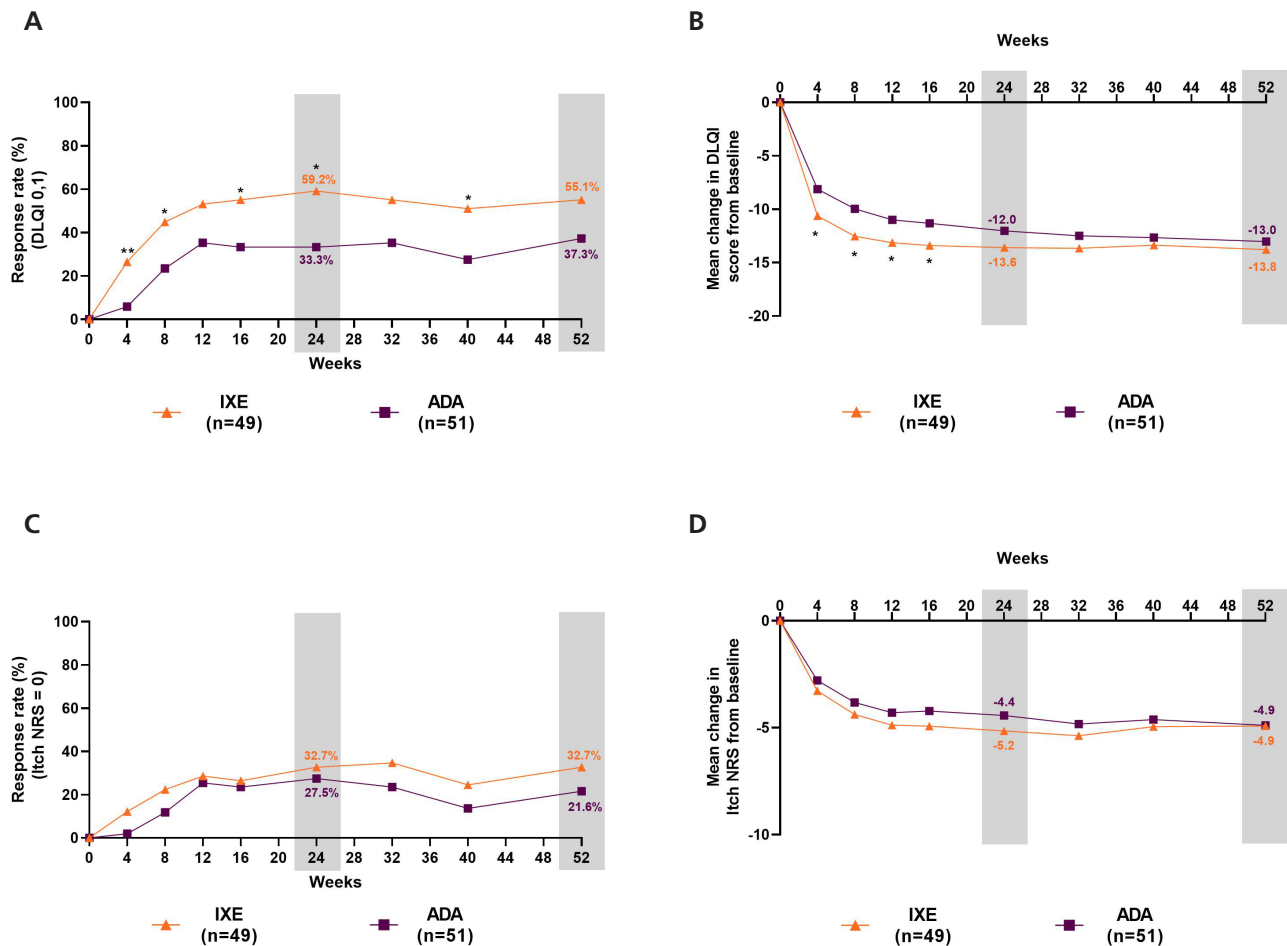 A
Response rate (%)
(DLQI 0,1)
100
80
60
40
20
0
**
*
*
*
59.2%
*
55.1%
33.3%
37.3%
0 4 8 12 16 20 24 28 32 36 40 44 48 52
Weeks
IXE
(n=49)
ADA
(n=51)
B
Weeks
0 4 8 12 16 20 24 28 32 36 40 44 48 52
Mean change in DLQI
score from baseline
0
-5
-10
-15
-20
*
*
*
*
-12.0
-13.6
-13.0
-13.8
IXE
(n=49)
ADA
(n=51)
C
Response rate (%)
(Itch NRS = 0)
100
80
60
40
20
0
32.7%
27.5%
32.7%
21.6%
0 4 8 12 16 20 24 28 32 36 40 44 48 52
Weeks
IXE
(n=49)
ADA
(n=51)
D
Weeks
0 4 8 12 16 20 24 28 32 36 40 44 48 52
Mean change in
Itch NRS from baseline
0
-5
-10
-4.4
-5.2
-4.9
-4.9
IXE
(n=49)
ADA
(n=51)